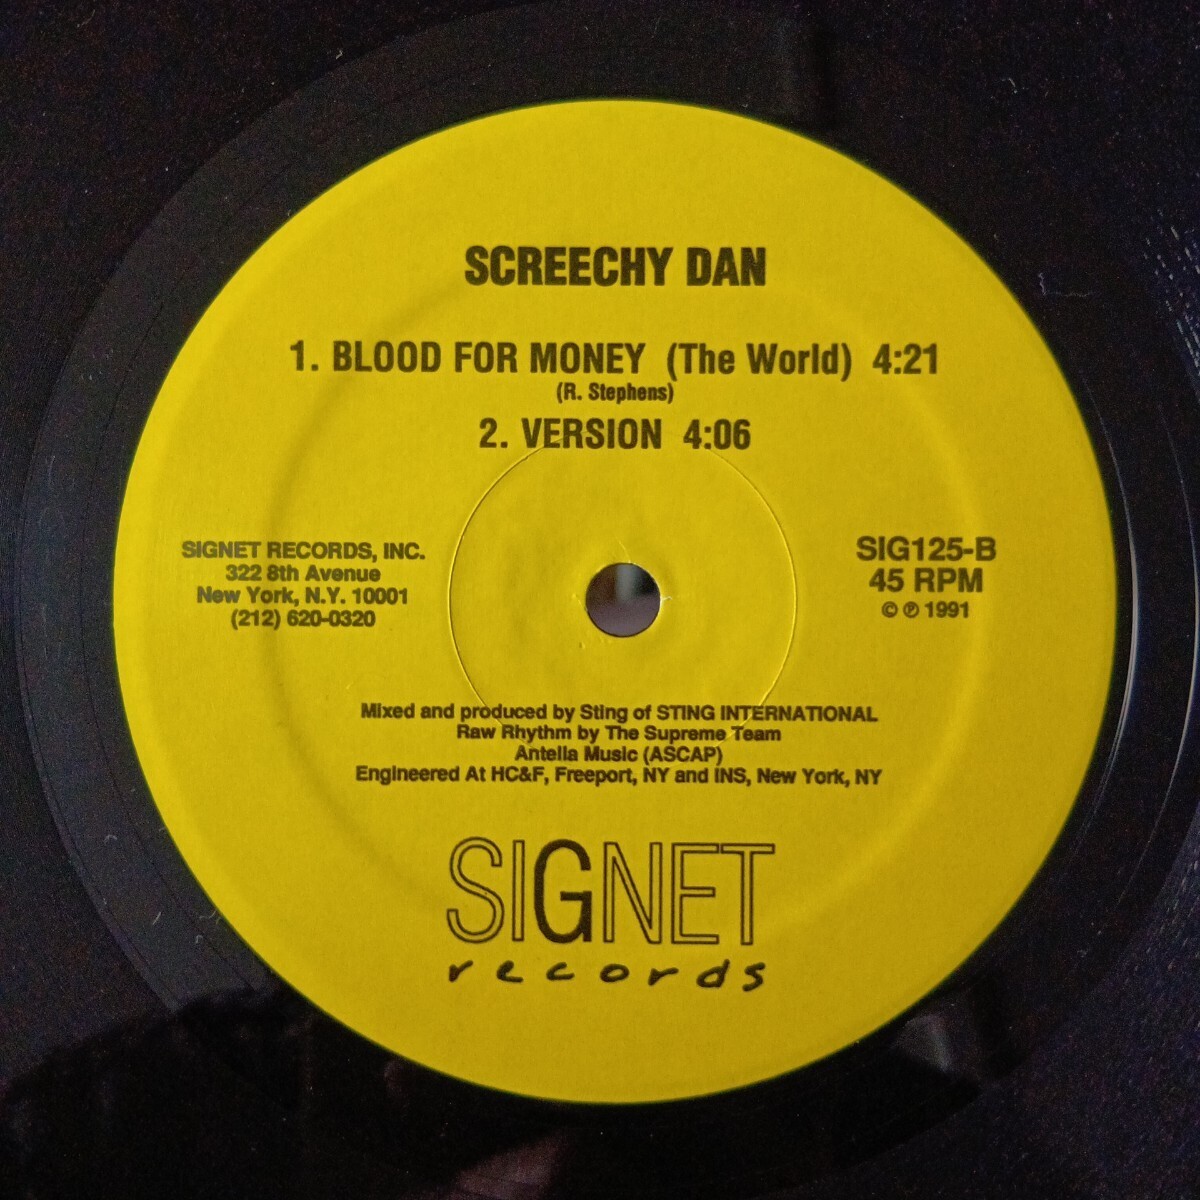 SCREECHY DAN
1. BLOOD FOR MONEY (The World) 4:21
(R. Stephens)
2. VERSION 4:06
SIGNET RECORDS, INC.
322 8th Avenue
New York, N.Y. 10001
(212) 620-0320
SIG125-B
45 RPM
© ℗ 1991
Mixed and produced by Sting of STING INTERNATIONAL
Raw Rhythm by The Supreme Team
Antella Music (ASCAP)
Engineered At HC&F, Freeport, NY and INS, New York, NY
SIGNET
records